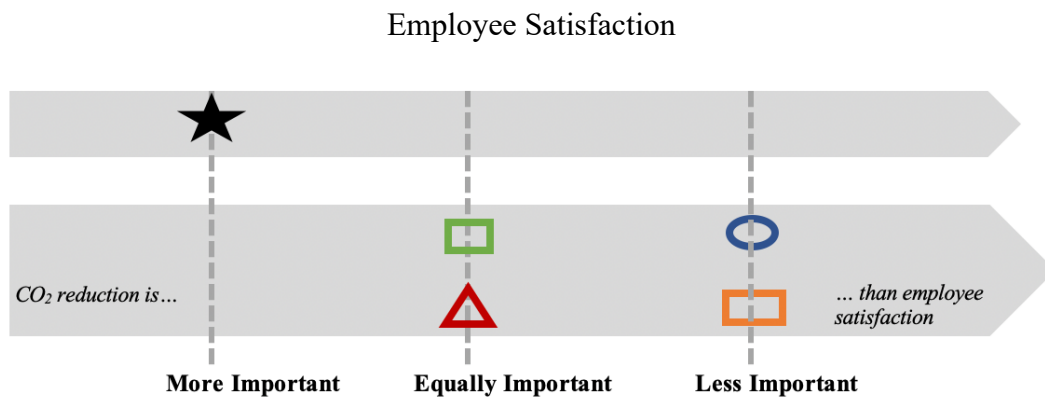 Employee Satisfaction
CO₂ reduction is…
… than employee
satisfaction
More Important
Equally Important
Less Important